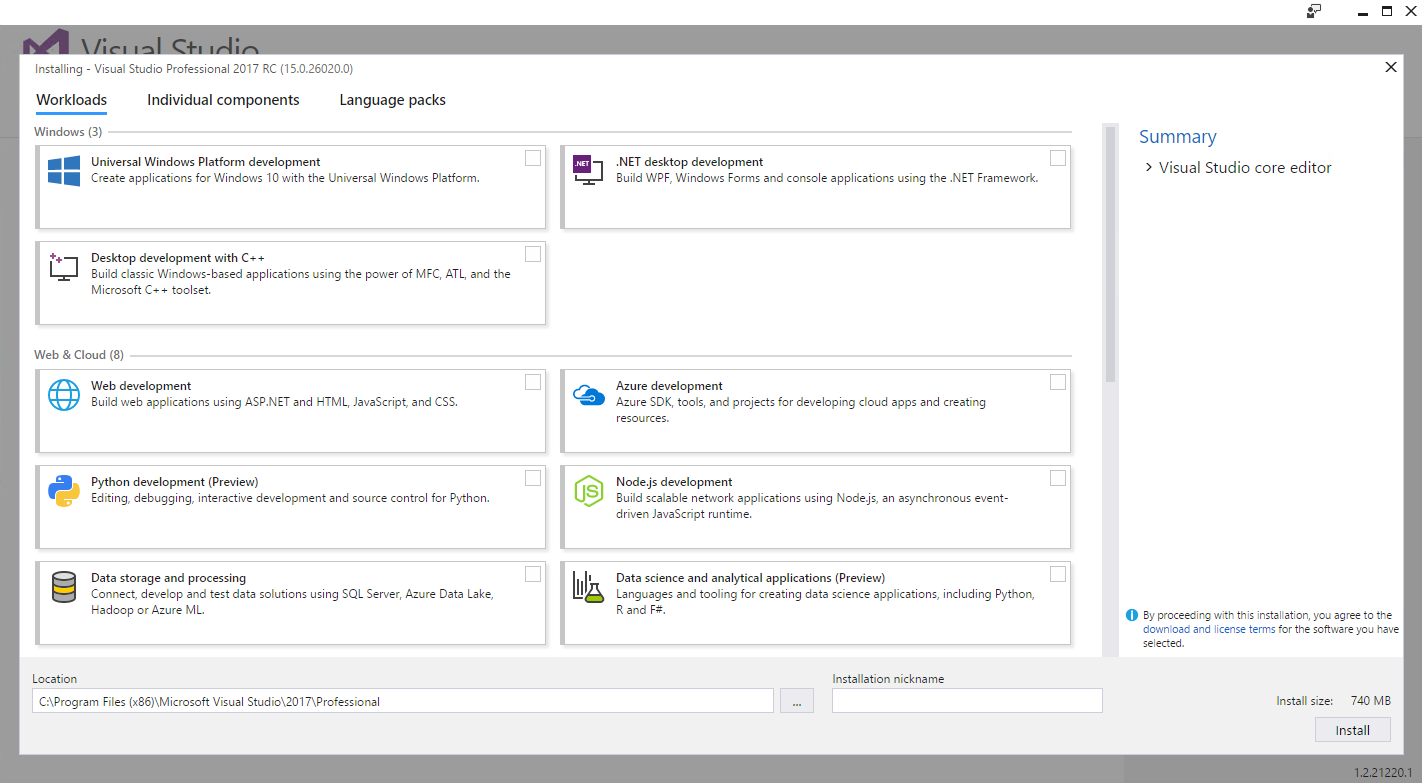 Visual Studio
Installing - Visual Studio Professional 2017 RC (15.0.26020.0)
Workloads
Individual components
Language packs
Windows (3)
Universal Windows Platform development
Create applications for Windows 10 with the Universal Windows Platform.
.NET
.NET desktop development
Build WPF, Windows Forms and console applications using the .NET Framework.
Desktop development with C++
Build classic Windows-based applications using the power of MFC, ATL, and the
Microsoft C++ toolset.
Web & Cloud (8)
Web development
Build web applications using ASP.NET and HTML, JavaScript, and CSS.
Azure development
Azure SDK, tools, and projects for developing cloud apps and creating
resources.
Python development (Preview)
Editing, debugging, interactive development and source control for Python.
JS
Node.js development
Build scalable network applications using Node.js, an asynchronous event-
driven JavaScript runtime.
Data storage and processing
Connect, develop and test data solutions using SQL Server, Azure Data Lake,
Hadoop or Azure ML.
Data science and analytical applications (Preview)
Languages and tooling for creating data science applications, including Python,
R and F#.
Summary
> Visual Studio core editor
By proceeding with this installation, you agree to the
download and license terms for the software you have
selected.
Location
C:\Program Files (x86)\Microsoft Visual Studio\2017\Professional
...
Installation nickname
Install size: 740 MB
Install
1.2.21220.1